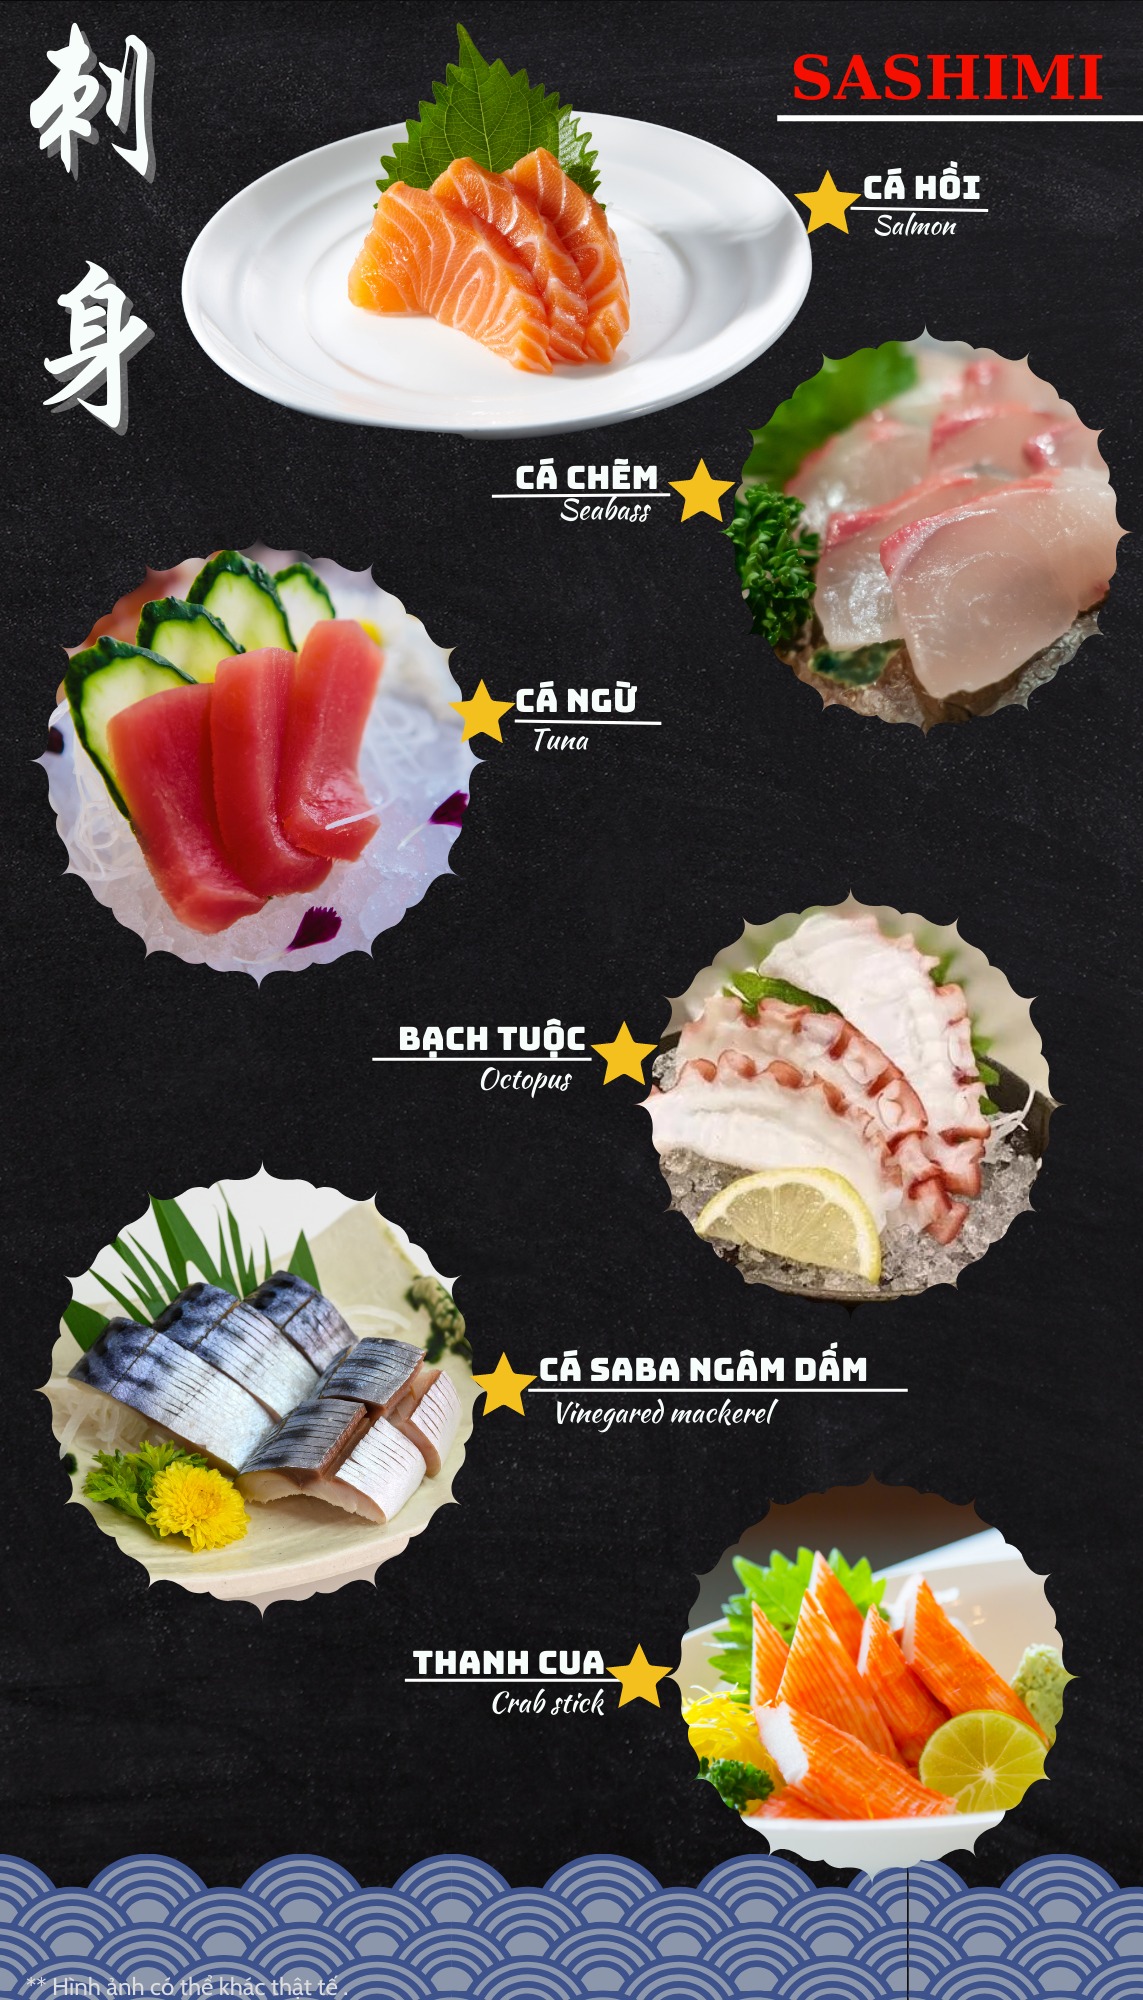 刺
身
SASHIMI
CÁ HỒI
Salmon
CÁ CHẼM
Seabass
CÁ NGỪ
Tuna
BẠCH TUỘC
Octopus
CÁ SABA NGÂM DẤM
Vinegared mackerel
THANH CUA
Crab stick
** Hình ảnh có thể khác thật tế .